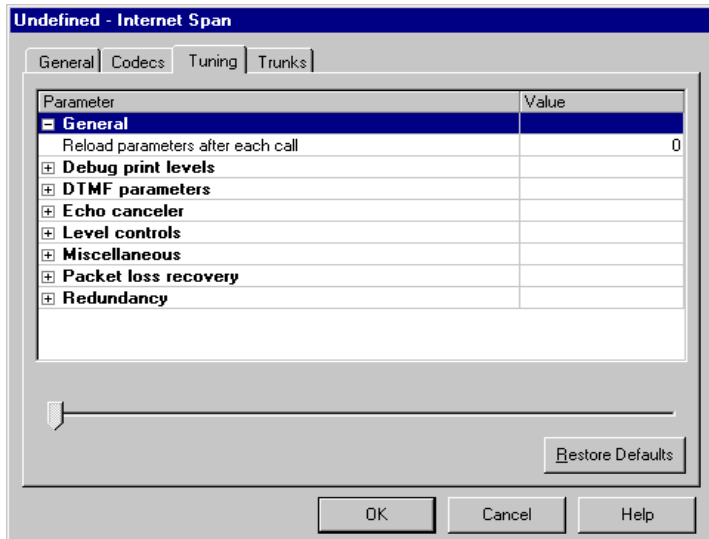 Undefined - Internet Span
General Codecs Tuning Trunks
Parameter Value
General
Reload parameters after each call 0
Debug print levels
DTMF parameters
Echo canceler
Level controls
Miscellaneous
Packet loss recovery
Redundancy
Restore Defaults
OK Cancel Help